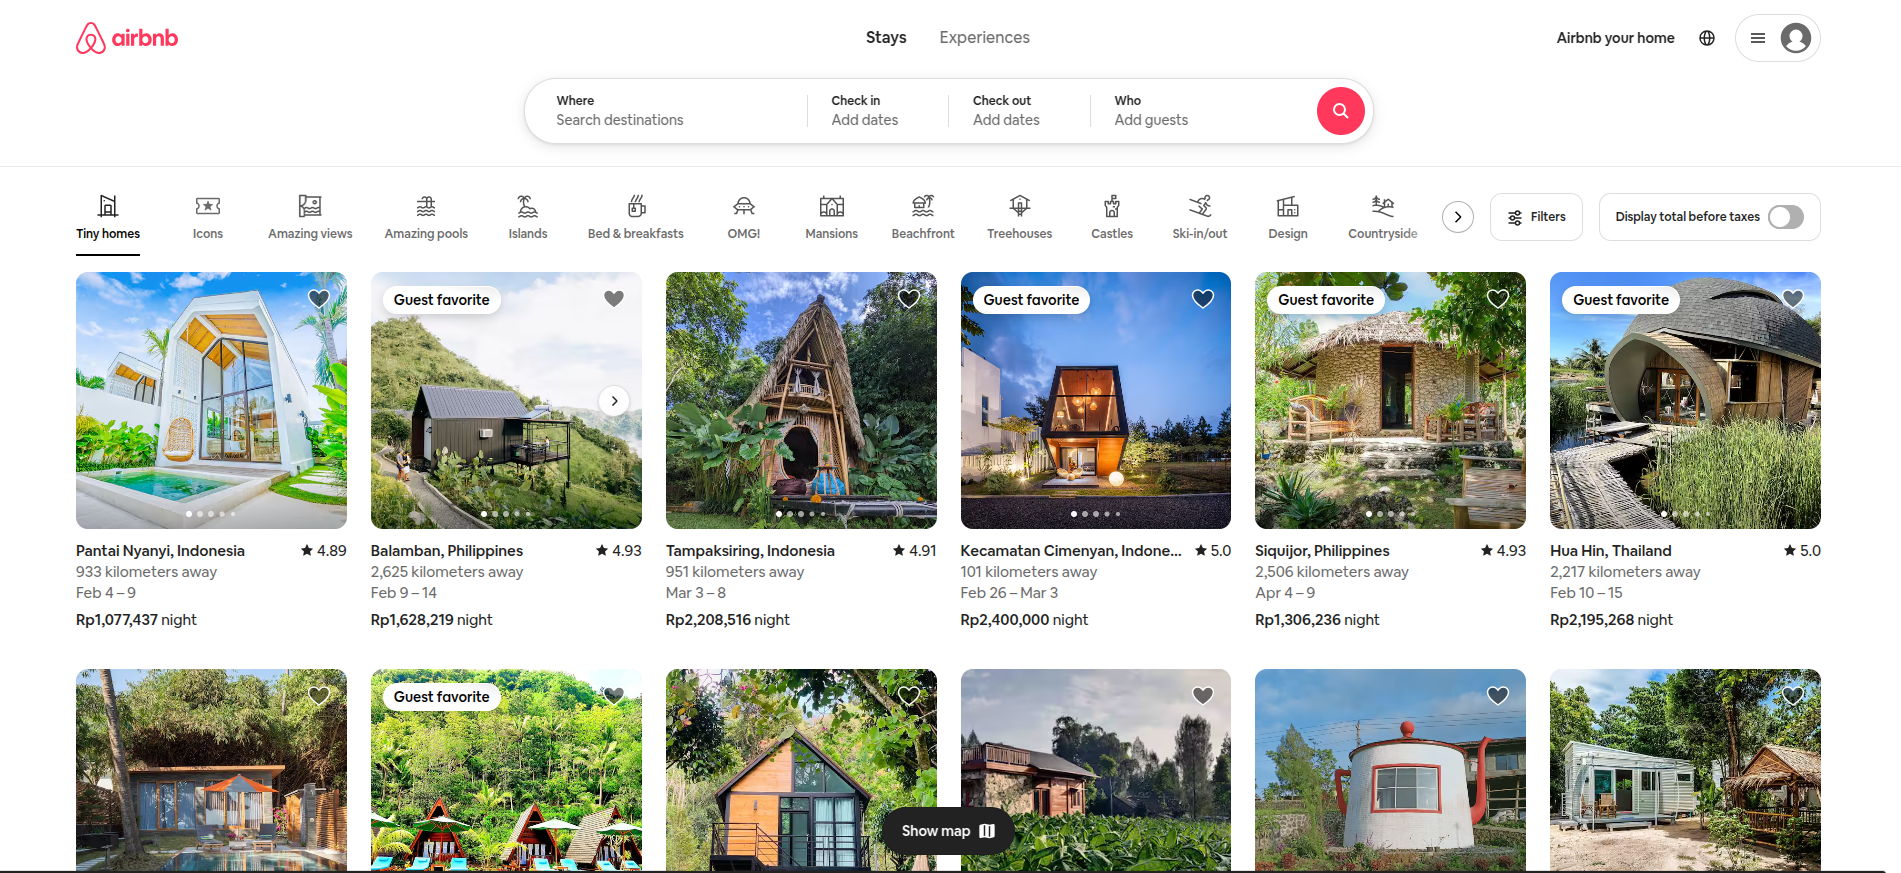 airbnb
Stays
Experiences
Airbnb your home
Where
Search destinations
Check in
Add dates
Check out
Add dates
Who
Add guests
Tiny homes
Icons
Amazing views
Amazing pools
Islands
Bed & breakfasts
OMG!
Mansions
Beachfront
Treehouses
Castles
Ski-in/out
Design
Countryside
Filters
Display total before taxes
Guest favorite
Guest favorite
Guest favorite
Guest favorite
Pantai Nyanyi, Indonesia
4.89
933 kilometers away
Feb 4 – 9
Rp1,077,437 night
Balamban, Philippines
4.93
2,625 kilometers away
Feb 9 – 14
Rp1,628,219 night
Tampaksiring, Indonesia
4.91
951 kilometers away
Mar 3 – 8
Rp2,208,516 night
Kecamatan Cimenyan, Indone...
5.0
101 kilometers away
Feb 26 – Mar 3
Rp2,400,000 night
Siquijor, Philippines
4.93
2,506 kilometers away
Apr 4 – 9
Rp1,306,236 night
Hua Hin, Thailand
5.0
2,217 kilometers away
Feb 10 – 15
Rp2,195,268 night
Guest favorite
Show map